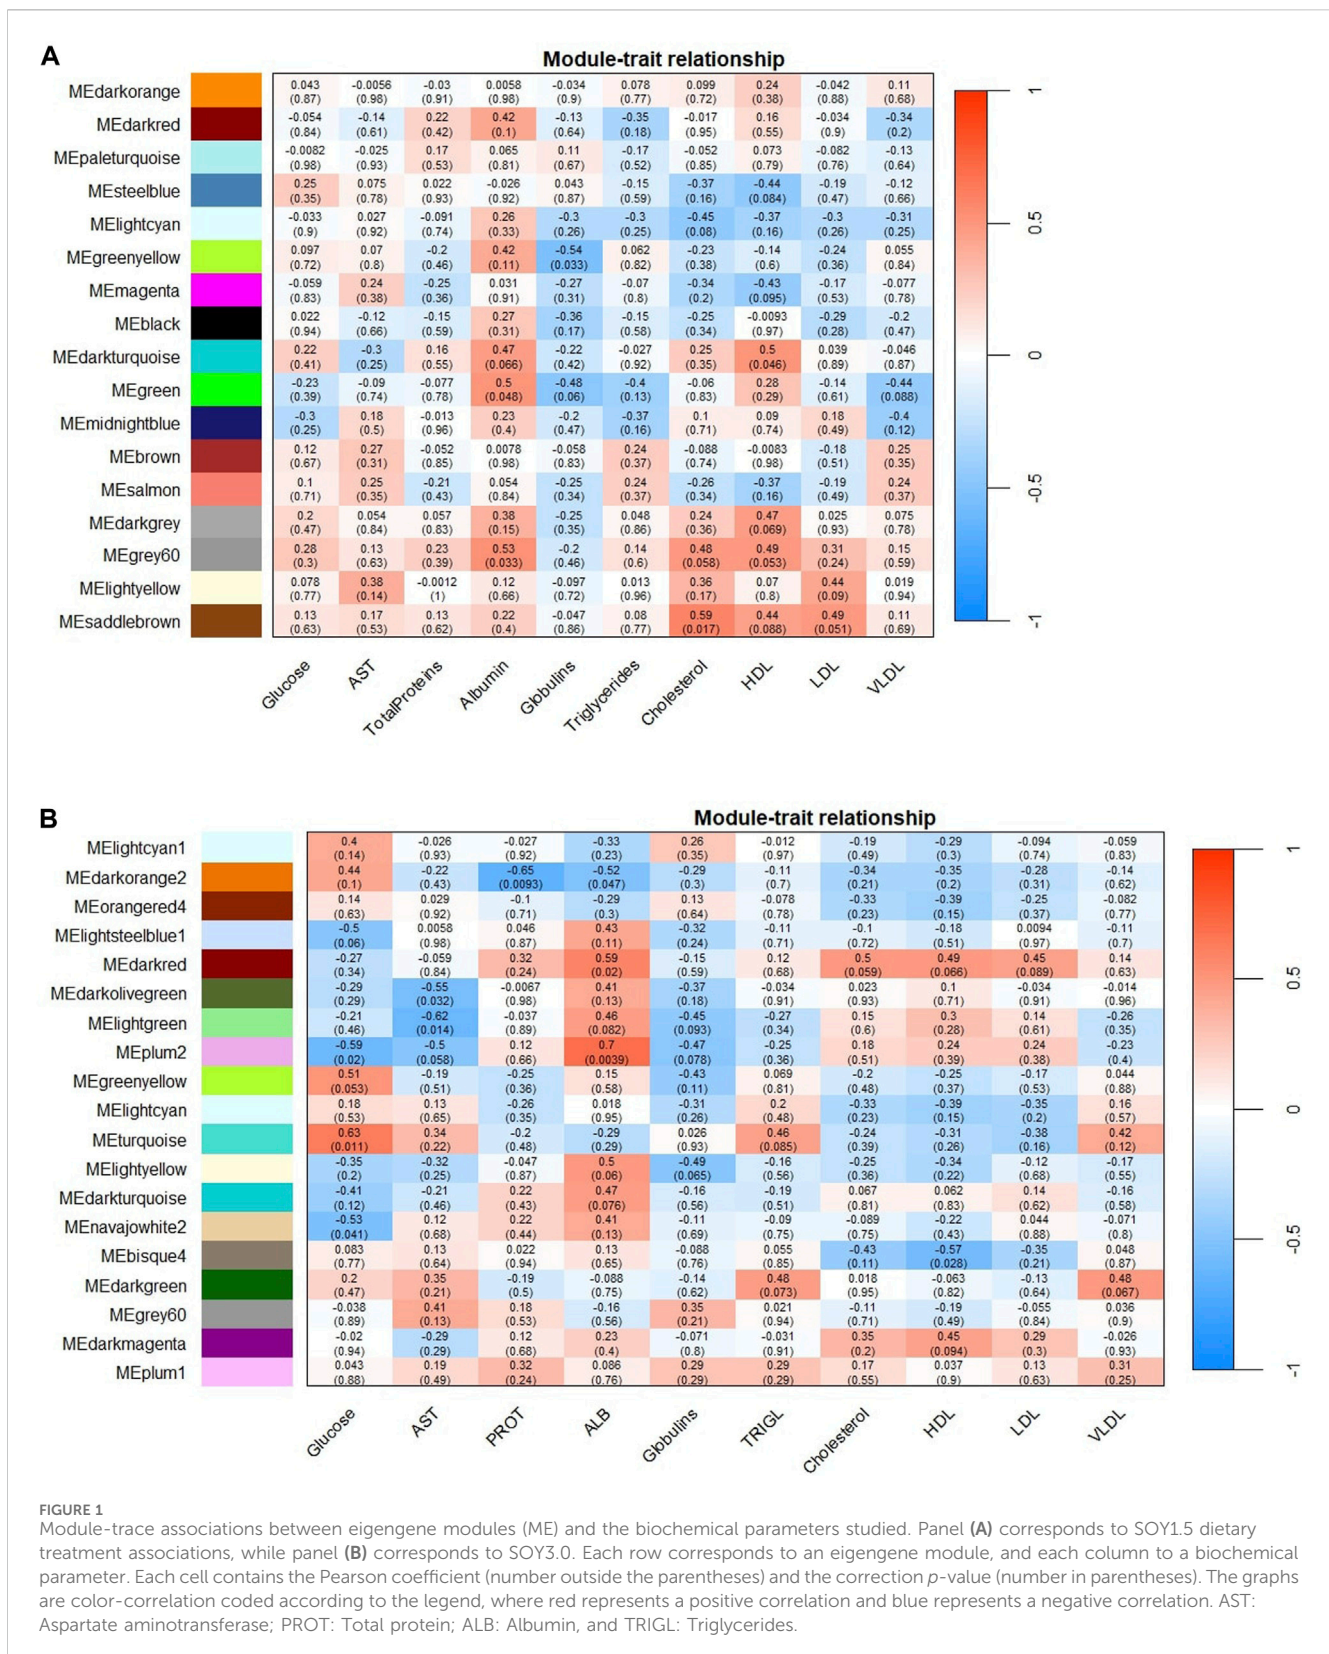 A
Module-trait relationship
MEdarkorange 0.043 -0.0056 -0.03 0.0058 -0.034 0.078 0.099 0.24 -0.042 0.11
(0.87) (0.98) (0.91) (0.98) (0.9) (0.77) (0.72) (0.38) (0.88) (0.68)
MEdarkred -0.054 -0.14 0.22 0.42 -0.13 -0.35 -0.017 0.16 -0.034 -0.34
(0.84) (0.61) (0.42) (0.1) (0.64) (0.18) (0.95) (0.55) (0.9) (0.2)
MEpaleturquoise -0.0082 -0.025 0.17 0.065 0.11 -0.17 -0.052 0.073 -0.082 -0.13
(0.98) (0.93) (0.53) (0.81) (0.67) (0.52) (0.85) (0.79) (0.76) (0.64)
MEsteelblue 0.25 0.075 0.022 -0.026 0.043 -0.15 -0.37 -0.44 -0.19 -0.12
(0.35) (0.78) (0.93) (0.92) (0.87) (0.59) (0.16) (0.084) (0.47) (0.66)
MElightcyan -0.033 0.027 -0.091 0.26 -0.3 -0.3 -0.45 -0.37 -0.3 -0.31
(0.9) (0.92) (0.74) (0.33) (0.26) (0.25) (0.08) (0.16) (0.26) (0.25)
MEgreenyellow 0.097 0.07 -0.2 0.42 -0.54 0.062 -0.23 -0.14 -0.24 0.055
(0.72) (0.8) (0.46) (0.11) (0.033) (0.82) (0.38) (0.6) (0.36) (0.84)
MEmagenta -0.059 0.24 -0.25 0.031 -0.27 -0.07 -0.34 -0.43 -0.17 -0.077
(0.83) (0.38) (0.36) (0.91) (0.31) (0.8) (0.2) (0.095) (0.53) (0.78)
MEblack 0.022 -0.12 -0.15 0.27 -0.36 -0.15 -0.25 -0.0093 -0.29 -0.2
(0.94) (0.66) (0.59) (0.31) (0.17) (0.58) (0.34) (0.97) (0.28) (0.47)
MEdarkturquoise 0.22 -0.3 0.16 0.47 -0.22 -0.027 0.25 0.5 0.039 -0.046
(0.41) (0.25) (0.55) (0.066) (0.42) (0.92) (0.35) (0.046) (0.89) (0.87)
MEgreen -0.23 -0.09 -0.077 0.5 -0.48 -0.4 -0.06 0.28 -0.14 -0.44
(0.39) (0.74) (0.78) (0.048) (0.06) (0.13) (0.83) (0.29) (0.61) (0.088)
MEmidnightblue -0.3 0.18 -0.013 0.23 -0.2 -0.37 0.1 0.09 0.18 -0.4
(0.25) (0.5) (0.96) (0.4) (0.47) (0.16) (0.71) (0.74) (0.49) (0.12)
MEbrown 0.12 0.27 -0.052 0.0078 -0.058 0.24 -0.088 -0.0083 -0.18 0.25
(0.67) (0.31) (0.85) (0.98) (0.83) (0.37) (0.74) (0.98) (0.51) (0.35)
MEsalmon 0.1 0.25 -0.21 0.054 -0.25 0.24 -0.26 -0.37 -0.19 0.24
(0.71) (0.35) (0.43) (0.84) (0.34) (0.37) (0.34) (0.16) (0.49) (0.37)
MEdarkgrey 0.2 0.054 0.057 0.38 -0.25 0.048 0.24 0.47 0.025 0.075
(0.47) (0.84) (0.83) (0.15) (0.35) (0.86) (0.36) (0.069) (0.93) (0.78)
MEgrey60 0.28 0.13 0.23 0.53 -0.2 0.14 0.48 0.49 0.31 0.15
(0.3) (0.63) (0.39) (0.033) (0.46) (0.6) (0.058) (0.053) (0.24) (0.59)
MElightyellow 0.078 0.38 -0.0012 0.12 -0.097 0.013 0.36 0.07 0.44 0.019
(0.77) (0.14) (1) (0.66) (0.72) (0.96) (0.17) (0.8) (0.09) (0.94)
MEsaddlebrown 0.13 0.17 0.13 0.22 -0.047 0.08 0.59 0.44 0.49 0.11
(0.63) (0.53) (0.62) (0.4) (0.86) (0.77) (0.017) (0.088) (0.051) (0.69)
Glucose AST TotalProteins Albumin Globulins Triglycerides Cholesterol HDL LDL VLDL
1
0.5
0
-0.5
-1
B
Module-trait relationship
MElightcyan1 0.4 -0.026 -0.027 -0.33 0.26 -0.012 -0.19 -0.29 -0.094 -0.059
(0.14) (0.93) (0.92) (0.23) (0.35) (0.97) (0.49) (0.3) (0.74) (0.83)
MEdarkorange2 0.44 -0.22 -0.65 -0.52 -0.29 -0.11 -0.34 -0.35 -0.28 -0.14
(0.1) (0.43) (0.0093) (0.047) (0.3) (0.7) (0.21) (0.2) (0.31) (0.62)
MEorangered4 0.14 0.029 -0.1 -0.29 0.13 -0.078 -0.33 -0.39 -0.25 -0.082
(0.63) (0.92) (0.71) (0.3) (0.64) (0.78) (0.23) (0.15) (0.37) (0.77)
MElightsteelblue1 -0.5 0.0058 0.046 0.43 -0.32 -0.11 -0.1 -0.18 0.0094 -0.11
(0.06) (0.98) (0.87) (0.11) (0.24) (0.71) (0.72) (0.51) (0.97) (0.7)
MEdarkred -0.27 -0.059 0.32 0.59 -0.15 0.12 0.5 0.49 0.45 0.14
(0.34) (0.84) (0.24) (0.02) (0.59) (0.68) (0.059) (0.066) (0.089) (0.63)
MEdarkolivegreen -0.29 -0.55 -0.0067 0.41 -0.37 -0.034 0.023 0.1 -0.034 -0.014
(0.29) (0.032) (0.98) (0.13) (0.18) (0.91) (0.93) (0.71) (0.91) (0.96)
MElightgreen -0.21 -0.62 -0.037 0.46 -0.45 -0.27 0.15 0.3 0.14 -0.26
(0.46) (0.014) (0.89) (0.082) (0.093) (0.34) (0.6) (0.28) (0.61) (0.35)
MEplum2 -0.59 -0.5 0.12 0.7 -0.47 -0.25 0.18 0.24 0.24 -0.23
(0.02) (0.058) (0.66) (0.0039) (0.078) (0.36) (0.51) (0.39) (0.38) (0.4)
MEgreenyellow 0.51 -0.19 -0.25 0.15 -0.43 0.069 -0.2 -0.25 -0.17 0.044
(0.053) (0.51) (0.36) (0.58) (0.11) (0.81) (0.48) (0.37) (0.53) (0.88)
MElightcyan 0.18 0.13 -0.26 0.018 -0.31 0.2 -0.33 -0.39 -0.35 0.16
(0.53) (0.65) (0.35) (0.95) (0.26) (0.48) (0.23) (0.15) (0.2) (0.57)
MEturquoise 0.63 0.34 -0.2 -0.29 0.026 0.46 -0.24 -0.31 -0.38 0.42
(0.011) (0.22) (0.48) (0.29) (0.93) (0.085) (0.39) (0.26) (0.16) (0.12)
MElightyellow -0.35 -0.32 -0.047 0.5 -0.49 -0.16 -0.25 -0.34 -0.12 -0.17
(0.2) (0.25) (0.87) (0.06) (0.065) (0.56) (0.36) (0.22) (0.68) (0.55)
MEdarkturquoise -0.41 -0.21 0.22 0.47 -0.16 -0.19 0.067 0.062 0.14 -0.16
(0.12) (0.46) (0.43) (0.076) (0.56) (0.51) (0.81) (0.83) (0.62) (0.58)
MEnavajowhite2 -0.53 0.12 0.22 0.41 -0.11 -0.09 -0.089 -0.22 0.044 -0.071
(0.041) (0.68) (0.44) (0.13) (0.69) (0.75) (0.75) (0.43) (0.88) (0.8)
MEbisque4 0.083 0.13 0.022 0.13 -0.088 0.055 -0.43 -0.57 -0.35 0.048
(0.77) (0.64) (0.94) (0.65) (0.76) (0.85) (0.11) (0.028) (0.21) (0.87)
MEdarkgreen 0.2 0.35 -0.19 -0.088 -0.14 0.48 0.018 -0.063 -0.13 0.48
(0.47) (0.21) (0.5) (0.75) (0.62) (0.073) (0.95) (0.82) (0.64) (0.067)
MEgrey60 -0.038 0.41 0.18 -0.16 0.35 0.021 -0.11 -0.19 -0.055 0.036
(0.89) (0.13) (0.53) (0.56) (0.21) (0.94) (0.71) (0.49) (0.84) (0.9)
MEdarkmagenta -0.02 -0.29 0.12 0.23 -0.071 -0.031 0.35 0.45 0.29 -0.026
(0.94) (0.29) (0.68) (0.4) (0.8) (0.91) (0.2) (0.094) (0.3) (0.93)
MEplum1 0.043 0.19 0.32 0.086 0.29 0.29 0.17 0.037 0.13 0.31
(0.88) (0.49) (0.24) (0.76) (0.29) (0.29) (0.55) (0.9) (0.63) (0.25)
Glucose AST PROT ALB Globulins TRIGL Cholesterol HDL LDL VLDL
1
0.5
0
-0.5
-1
FIGURE 1
Module-trace associations between eigengene modules (ME) and the biochemical parameters studied. Panel (A) corresponds to SOY1.5 dietary
treatment associations, while panel (B) corresponds to SOY3.0. Each row corresponds to an eigengene module, and each column to a biochemical
parameter. Each cell contains the Pearson coefficient (number outside the parentheses) and the correction p-value (number in parentheses). The graphs
are color-correlation coded according to the legend, where red represents a positive correlation and blue represents a negative correlation. AST:
Aspartate aminotransferase; PROT: Total protein; ALB: Albumin, and TRIGL: Triglycerides.